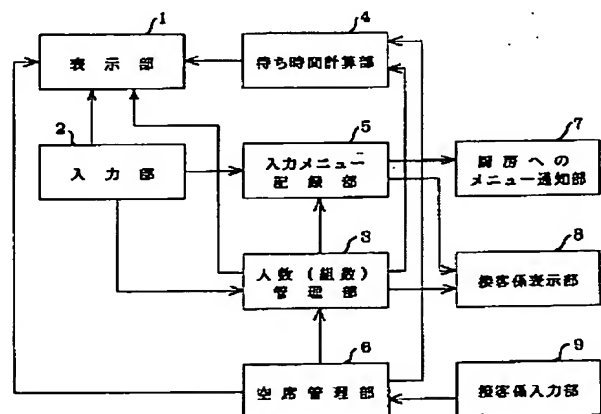 1
表示部
4
待ち時間計算部
2
入力部
5
入力メニュー
記録部
7
厨房への
メニュー通知部
3
人数(組数)
管理部
8
接客係表示部
6
空席管理部
9
接客係入力部